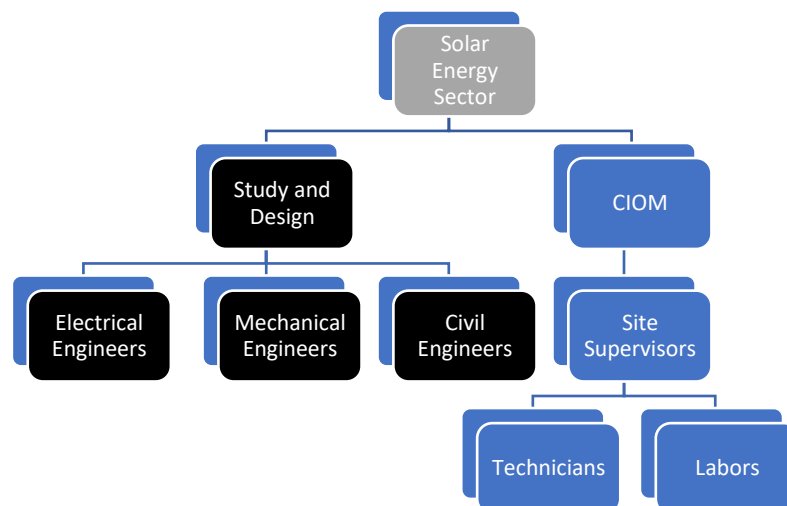 Solar
Energy
Sector
Study and
Design
CIOM
Electrical
Engineers
Mechanical
Engineers
Civil
Engineers
Site
Supervisors
Technicians
Labors